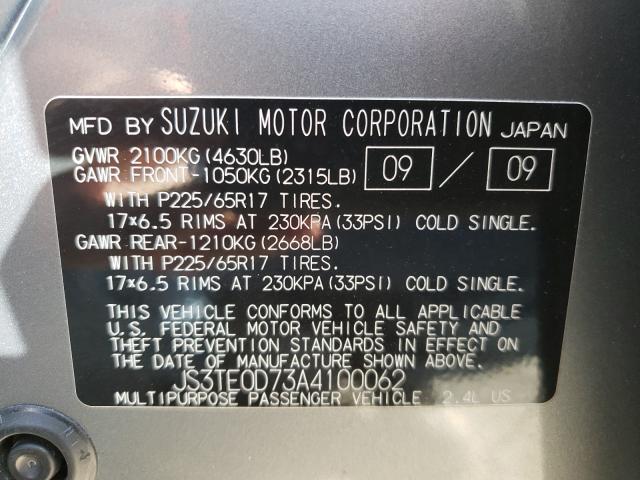 MFD BY SUZUKI MOTOR CORPORATION JAPAN
GVWR 2100KG (4630LB)
GAWR FRONT-1050KG (2315LB) 09 / 09
WITH P225/65R17 TIRES.
17×6.5 RIMS AT 230KPA (33PSI) COLD SINGLE.
GAWR REAR-1210KG (2668LB)
WITH P225/65R17 TIRES.
17×6.5 RIMS AT 230KPA (33PSI) COLD SINGLE.
THIS VEHICLE CONFORMS TO ALL APPLICABLE
U.S. FEDERAL MOTOR VEHICLE SAFETY AND
THEFT PREVENTION STANDARDS IN EFFECT ON
THE DATE OF MANUFACTURE SHOWN ABOVE.
JS3TE0D73A4100062
MULTIPURPOSE PASSENGER VEHICLE 2.4L US